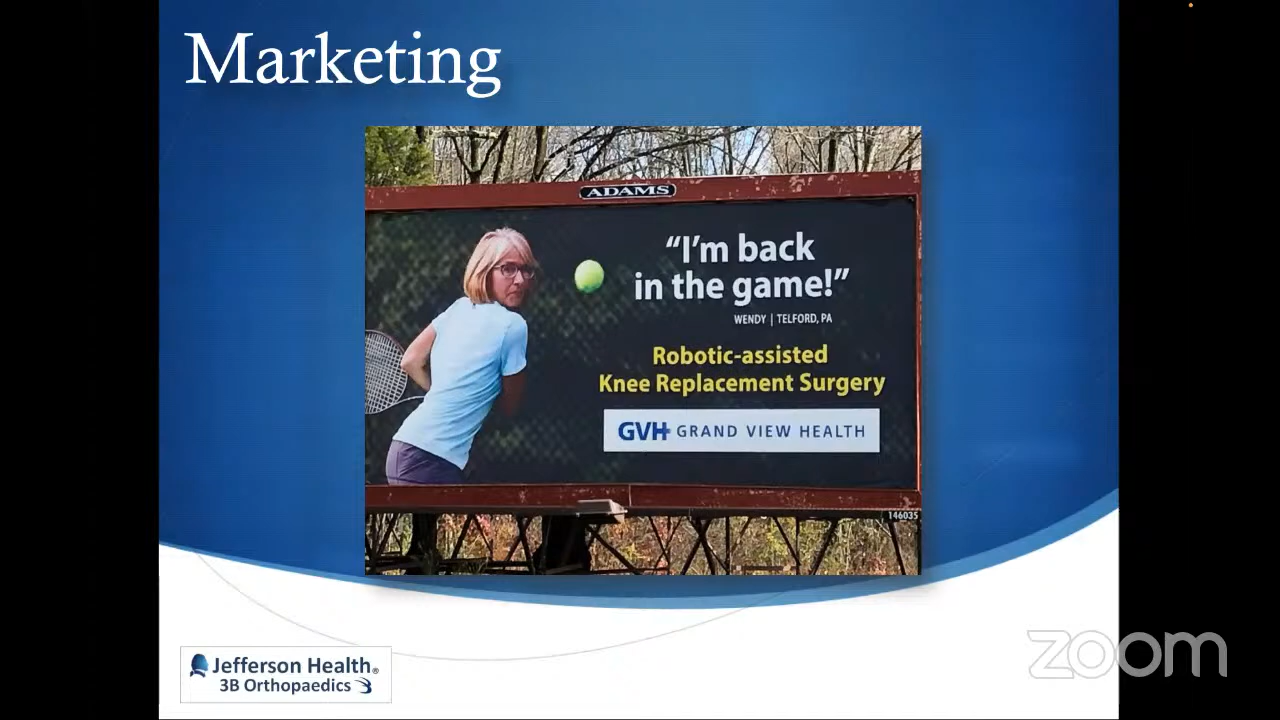 Marketing
ADAMS
“I’m back
in the game!”
WENDY | TELFORD, PA
Robotic-assisted
Knee Replacement Surgery
GVH GRAND VIEW HEALTH
146035
Jefferson Health®
3B Orthopaedics
zoom